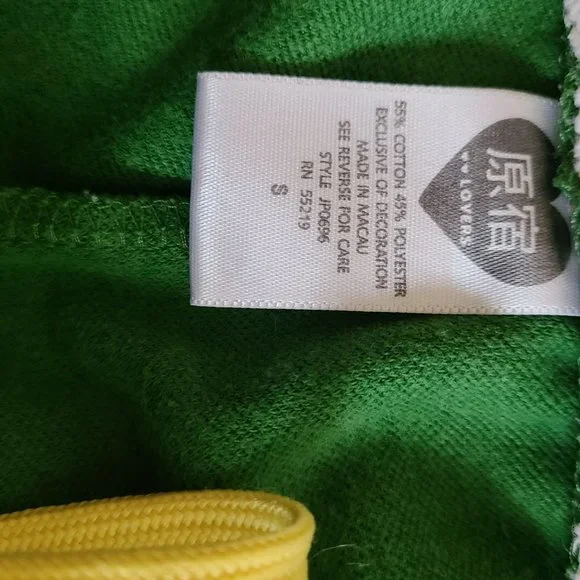 原宿
LOVERS
55% COTTON 45% POLYESTER
EXCLUSIVE OF DECORATION
MADE IN MACAU
SEE REVERSE FOR CARE
STYLE JP0696
RN 55219
S